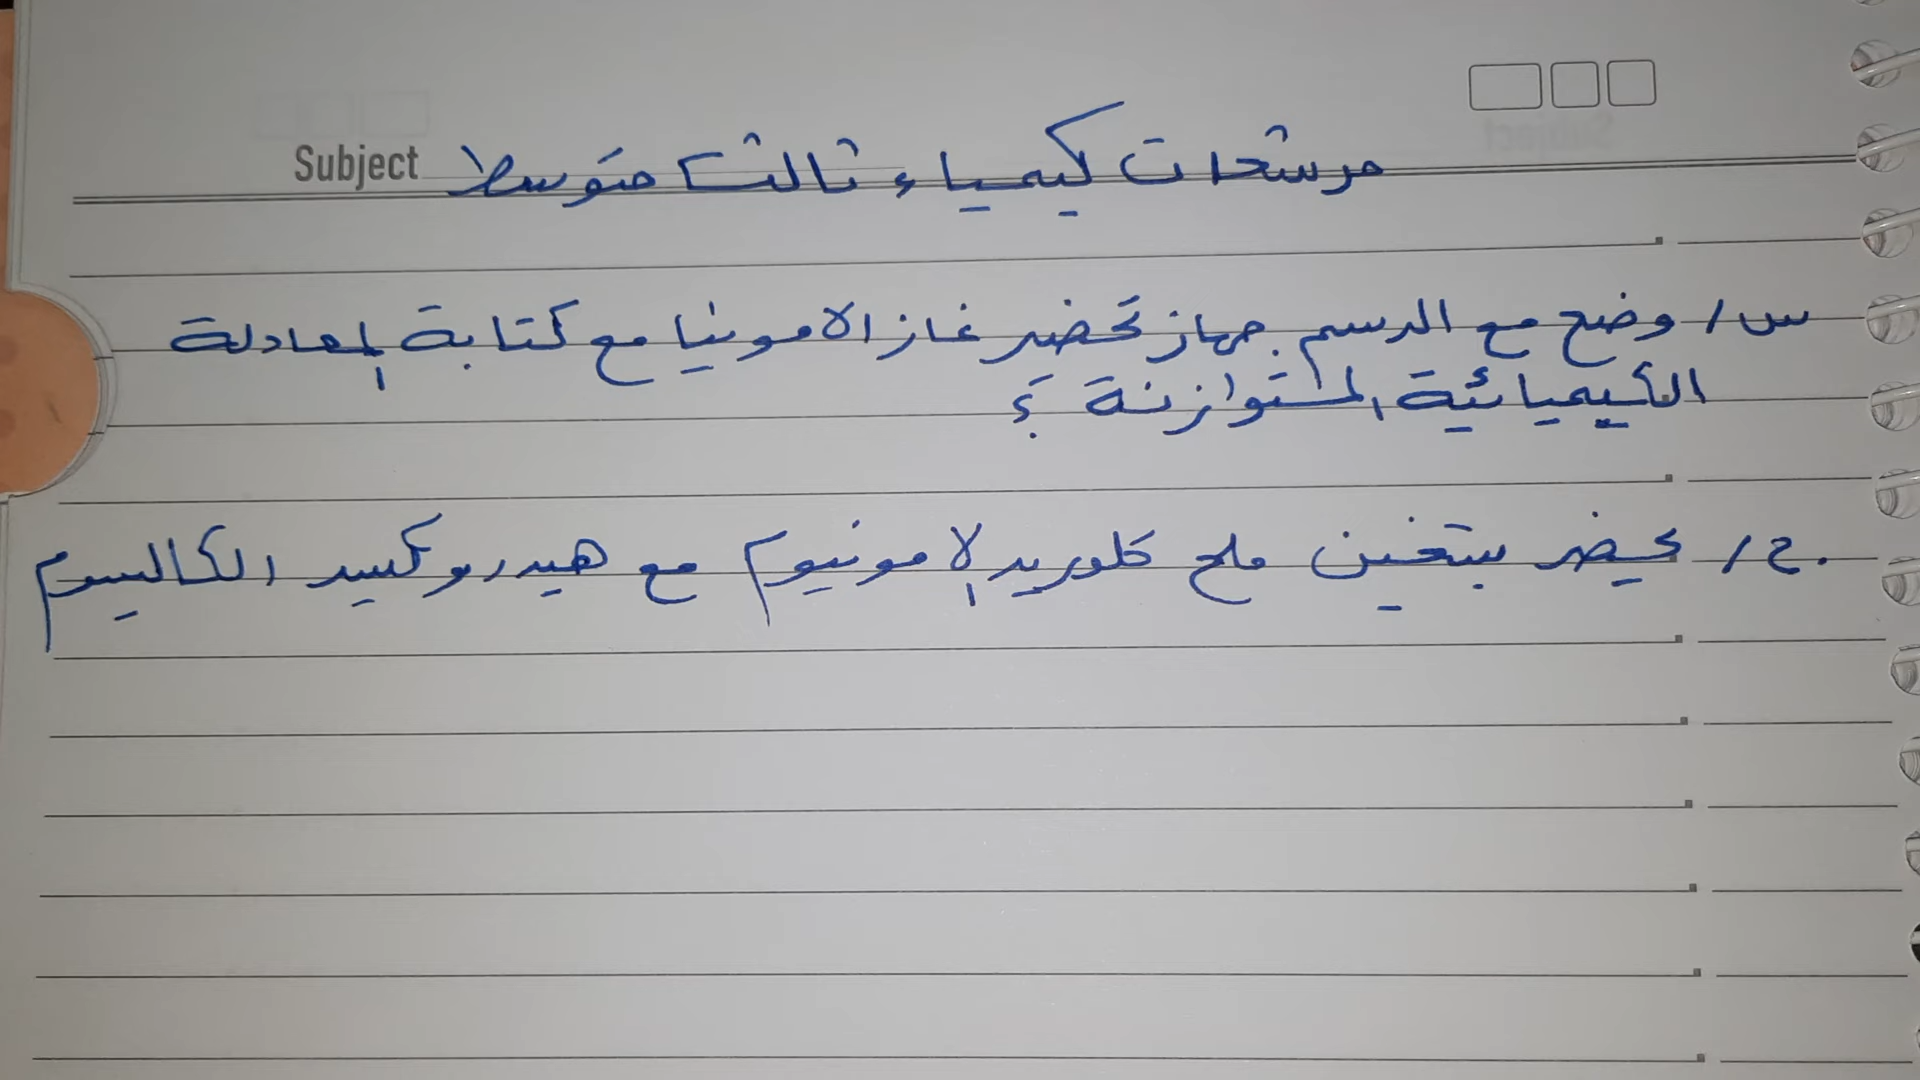 Subject مرشحات كيمياء ثالث متوسط
س/ وضح مع الرسم جهاز تحضير غاز الامونيا مع كتابة المعادلة
الكيميائية المتوازنة ؟
ج/ يحضر بتخين ملح كلوريد الامونيوم مع هيدروكسيد الكالسيوم